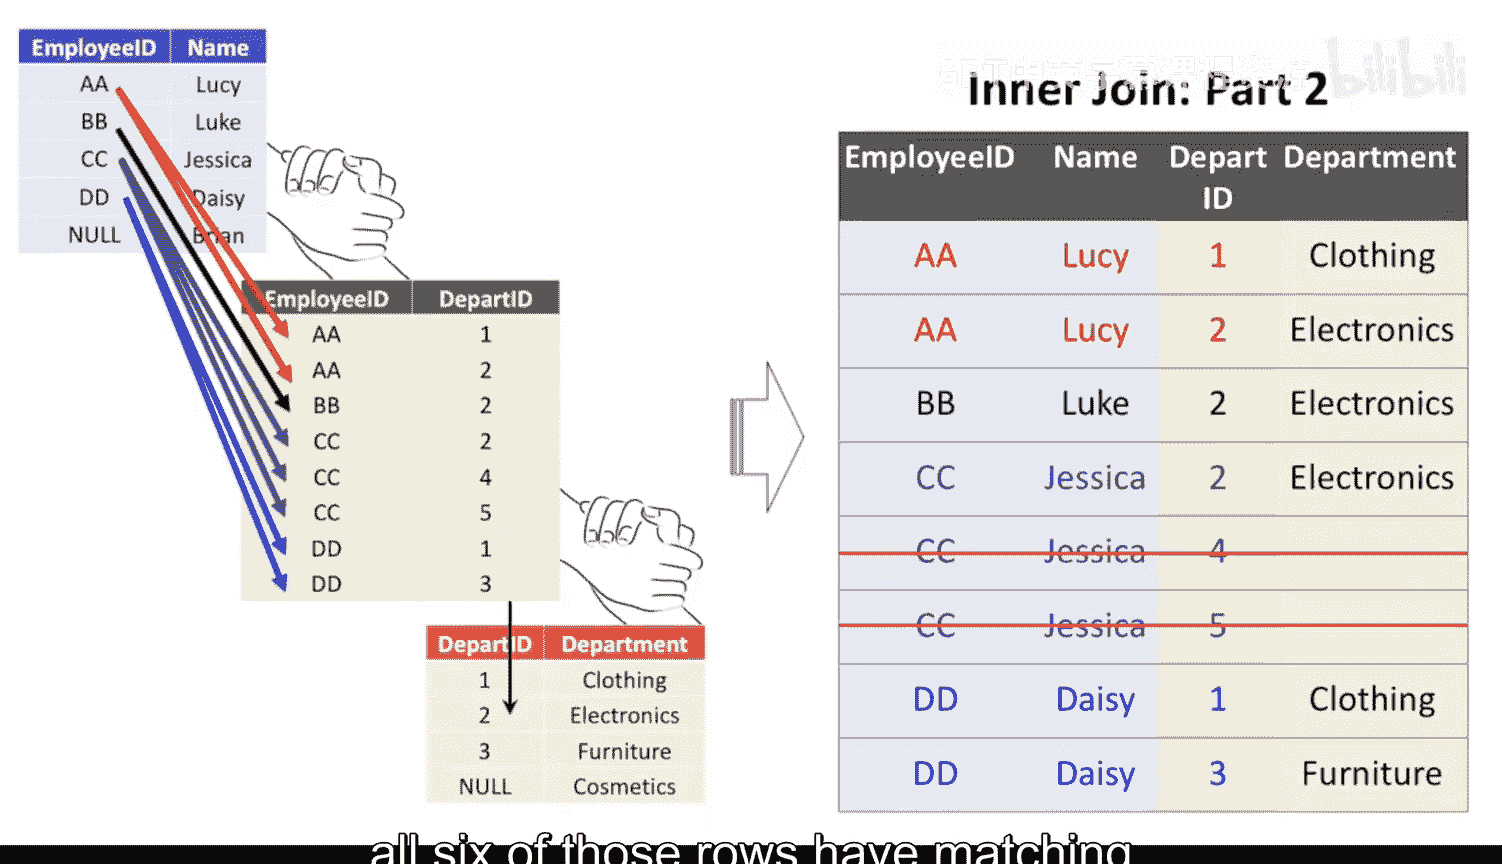 EmployeeID Name
AA Lucy
BB Luke
CC Jessica
DD Daisy
NULL Brian
EmployeeID DepartID
AA 1
AA 2
BB 2
CC 2
CC 4
CC 5
DD 1
DD 3
DepartID Department
1 Clothing
2 Electronics
3 Furniture
NULL Cosmetics
bilibili
Inner Join: Part 2
EmployeeID Name Depart ID Department
AA Lucy 1 Clothing
AA Lucy 2 Electronics
BB Luke 2 Electronics
CC Jessica 2 Electronics
CC Jessica 4
CC Jessica 5
DD Daisy 1 Clothing
DD Daisy 3 Furniture
all six of those rows have matching